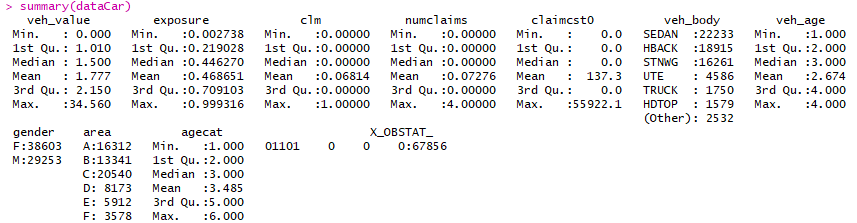 > summary(dataCar)
veh_value exposure clm numclaims claimcst0 veh_body veh_age
Min. : 0.000 Min. :0.002738 Min. :0.00000 Min. :0.00000 Min. : 0.0 SEDAN :22233 Min. :1.000
1st Qu.: 1.010 1st Qu.:0.219028 1st Qu.:0.00000 1st Qu.:0.00000 1st Qu.: 0.0 HBACK :18915 1st Qu.:2.000
Median : 1.500 Median :0.446270 Median :0.00000 Median :0.00000 Median : 0.0 STNWG :16261 Median :3.000
Mean : 1.777 Mean :0.468651 Mean :0.06814 Mean :0.07276 Mean : 137.3 UTE : 4586 Mean :2.674
3rd Qu.: 2.150 3rd Qu.:0.709103 3rd Qu.:0.00000 3rd Qu.:0.00000 3rd Qu.: 0.0 TRUCK : 1750 3rd Qu.:4.000
Max. :34.560 Max. :0.999316 Max. :1.00000 Max. :4.00000 Max. :55922.1 HDTOP : 1579 Max. :4.000
(Other): 2532
gender area agecat X_OBSTAT_
F:38603 A:16312 Min. :1.000 01101 0 0 0:67856
M:29253 B:13341 1st Qu.:2.000
C:20540 Median :3.000
D: 8173 Mean :3.485
E: 5912 3rd Qu.:5.000
F: 3578 Max. :6.000